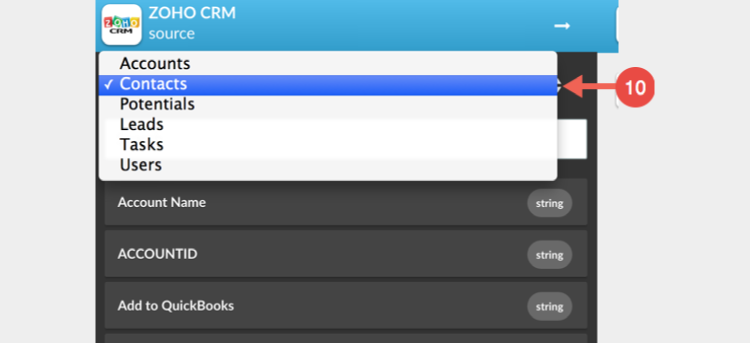 ZOHO
CRM
ZOHO CRM
source
Accounts
✓ Contacts
Potentials
Leads
Tasks
Users
10
Account Name string
ACCOUNTID string
Add to QuickBooks string